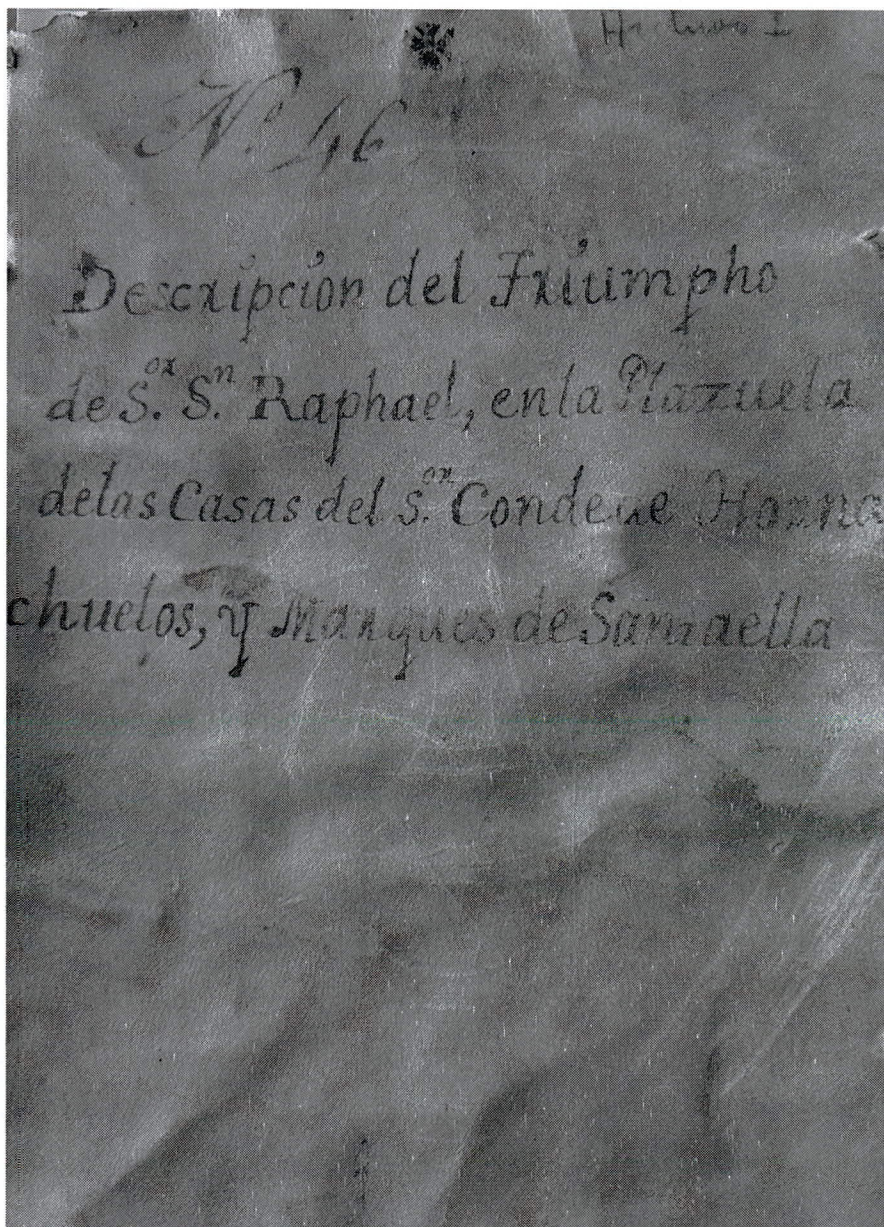 N.º 46
Descripcion del Triumpho
de S.or S.n Raphael, en la Plazuela
de las Casas del S.or Conde de Horna
chuelos, y Marques de Santaella